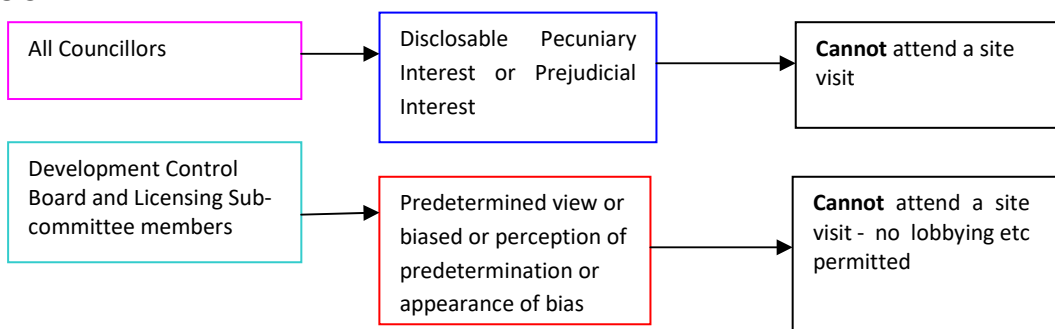 All Councillors
Disclosable Pecuniary
Interest or Prejudicial
Interest
Cannot attend a site
visit
Development Control
Board and Licensing Sub-
committee members
Predetermined view or
biased or perception of
predetermination or
appearance of bias
Cannot attend a site
visit - no lobbying etc
permitted